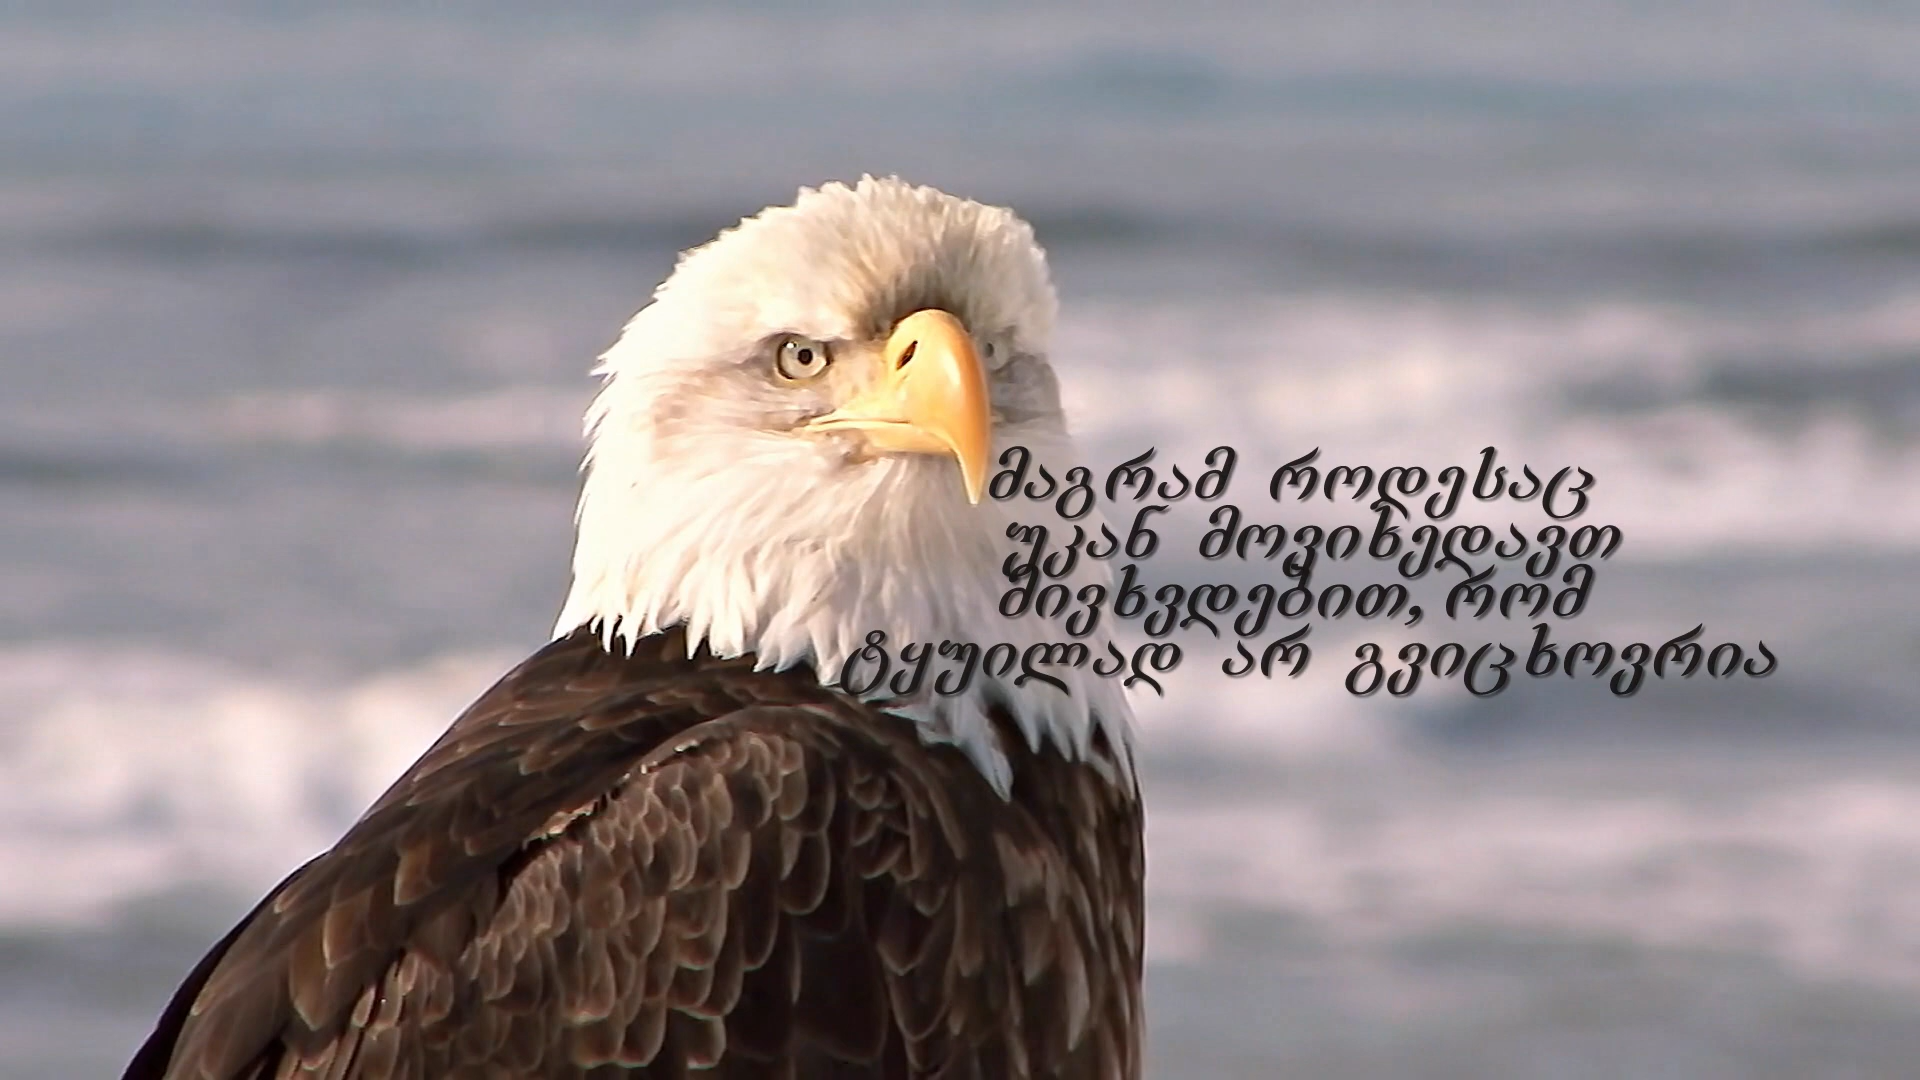 მაგრამ როდესაც
უკან მოვიხედავთ
მივხვდებით, რომ
ტყუილად არ გვიცხოვრია